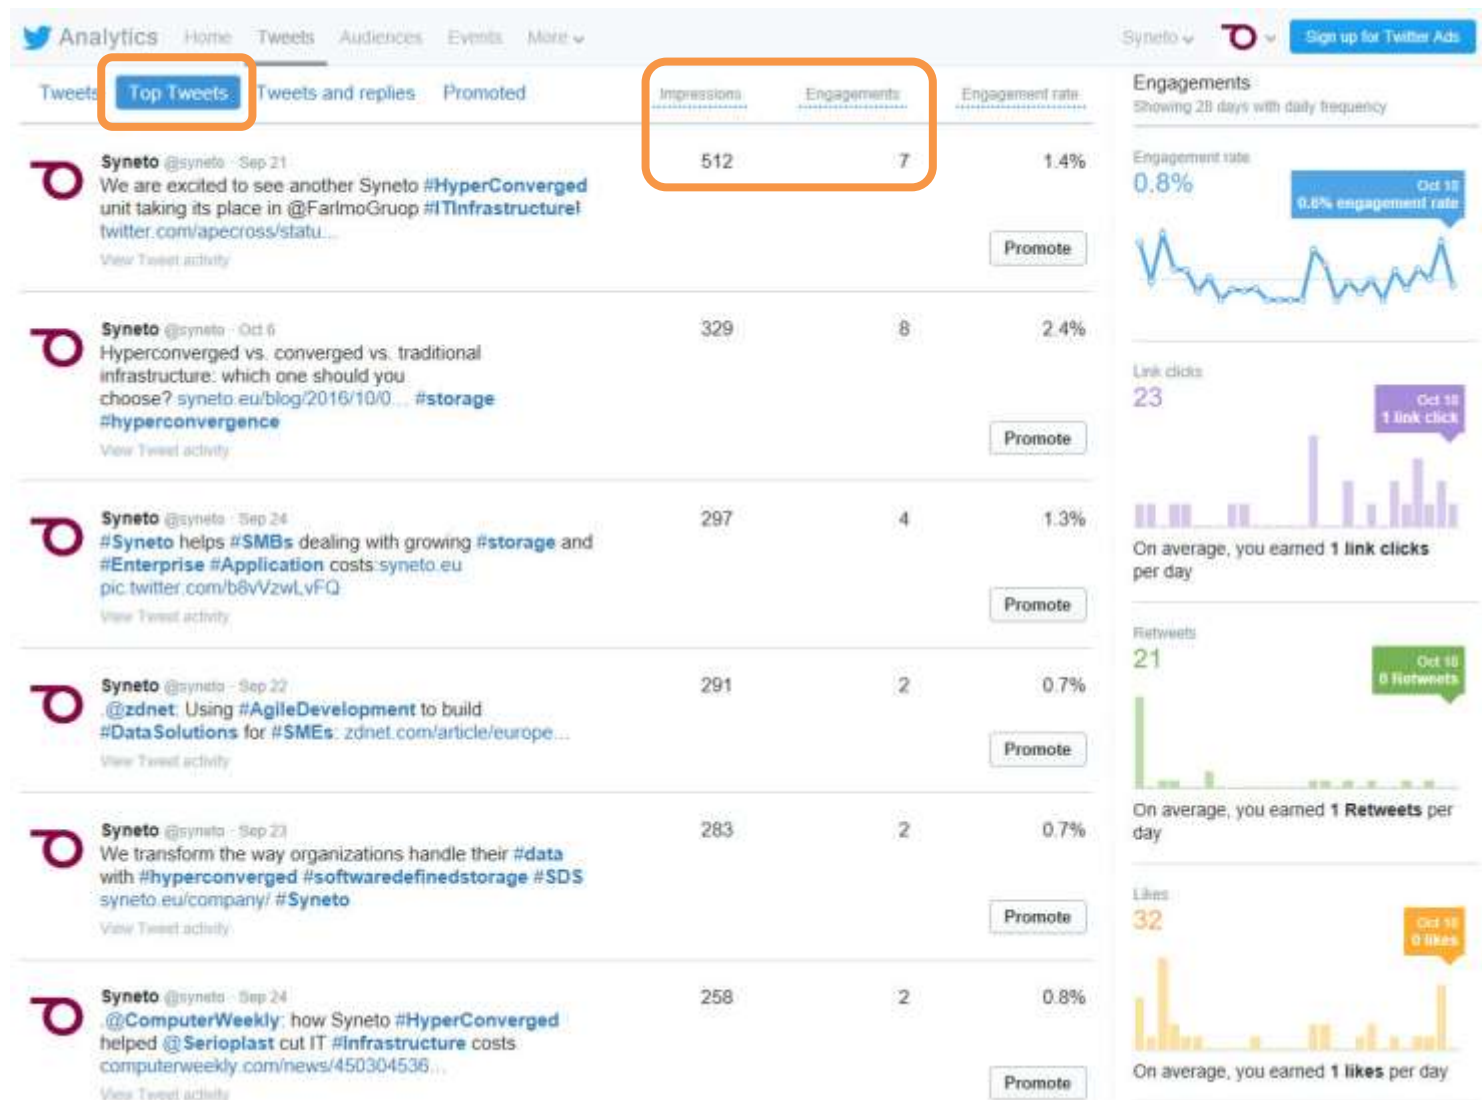 Analytics Home Tweets Audiences Events More
Syneto
Sign up for Twitter Ads
Tweets Top Tweets Tweets and replies Promoted
Impressions Engagements Engagement rate
Syneto @syneto · Sep 21
We are excited to see another Syneto #HyperConverged
unit taking its place in @FarlmoGruop #ITInfrastructure!
twitter.com/apecross/statu...
View Tweet activity
512 7 1.4%
Promote
Syneto @syneto · Oct 6
Hyperconverged vs. converged vs. traditional
infrastructure: which one should you
choose? syneto.eu/blog/2016/10/0... #storage
#hyperconvergence
View Tweet activity
329 8 2.4%
Promote
Syneto @syneto · Sep 24
#Syneto helps #SMBs dealing with growing #storage and
#Enterprise #Application costs:syneto.eu
pic.twitter.com/b8vVzwLvFQ
View Tweet activity
297 4 1.3%
Promote
Syneto @syneto · Sep 22
.@zdnet: Using #AgileDevelopment to build
#DataSolutions for #SMEs: zdnet.com/article/europe...
View Tweet activity
291 2 0.7%
Promote
Syneto @syneto · Sep 23
We transform the way organizations handle their #data
with #hyperconverged #softwaredefinedstorage #SDS
syneto.eu/company/ #Syneto
View Tweet activity
283 2 0.7%
Promote
Syneto @syneto · Sep 24
.@ComputerWeekly: how Syneto #HyperConverged
helped @Serioplast cut IT #Infrastructure costs
computerweekly.com/news/450304536...
View Tweet activity
258 2 0.8%
Promote
Engagements
Showing 28 days with daily frequency
Engagement rate
0.8%
Oct 18
0.6% engagement rate
Link clicks
23
Oct 18
1 link click
On average, you earned 1 link clicks
per day
Retweets
21
Oct 18
0 Retweets
On average, you earned 1 Retweets per
day
Likes
32
Oct 18
0 likes
On average, you earned 1 likes per day